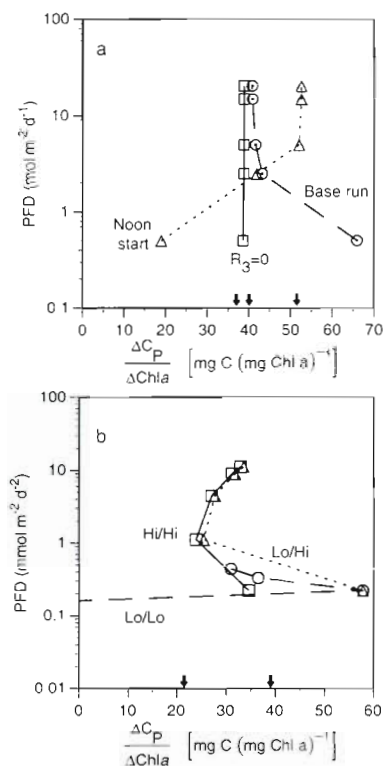 a
100
10
1
0 1
PFD (mol m-2 d-1)
Noon start
Base run
R3=0
0 10 20 30 40 50 60 70
ΔCP
ΔChla
[mg C (mg Chl a)−1]
b
100
10
1
0.1
0 01
PFD (mmol m-2 d-2)
Hi/Hi
Lo/Hi
Lo/Lo
0 10 20 30 40 50 60
ΔCP
ΔChla
[mg C (mg Chl a)−1]